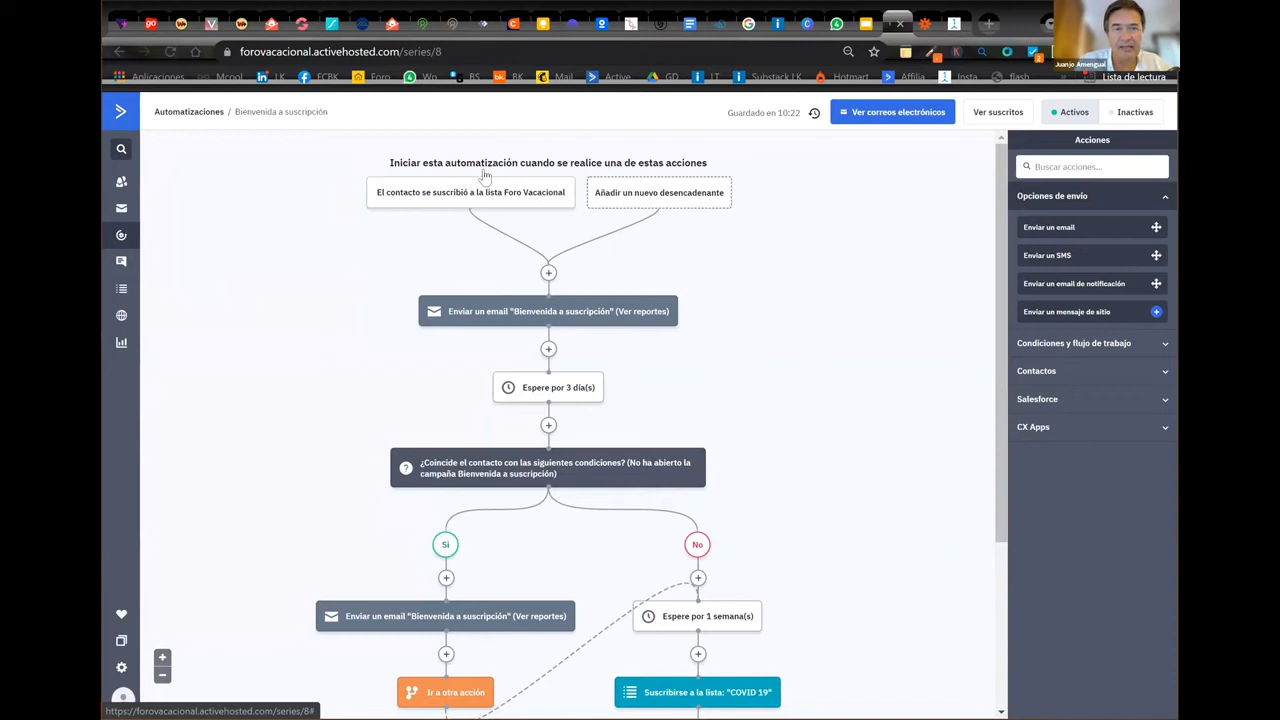 Juanjo Amengual
forovacacional.activehosted.com/series/8
Aplicaciones
Mcool
LK
FCBK
Foro
Wo
BS
BK
Mail
Active
GD
LT
Substack LK
Hotmart
Affilia
Insta
flash
Lista de lectura
Automatizaciones / Bienvenida a suscripción
Guardado en 10:22
Ver correos electrónicos
Ver suscritos
Activos
Inactivas
Iniciar esta automatización cuando se realice una de estas acciones
El contacto se suscribió a la lista Foro Vacacional
Añadir un nuevo desencadenante
Enviar un email "Bienvenida a suscripción" (Ver reportes)
Espere por 3 día(s)
¿Coincide el contacto con las siguientes condiciones? (No ha abierto la
campaña Bienvenida a suscripción)
Sí
No
Enviar un email "Bienvenida a suscripción" (Ver reportes)
Espere por 1 semana(s)
Ir a otra acción
Suscribirse a la lista: "COVID 19"
Acciones
Buscar acciones...
Opciones de envío
Enviar un email
Enviar un SMS
Enviar un email de notificación
Enviar un mensaje de sitio
Condiciones y flujo de trabajo
Contactos
Salesforce
CX Apps
https://forovacacional.activehosted.com/series/8#